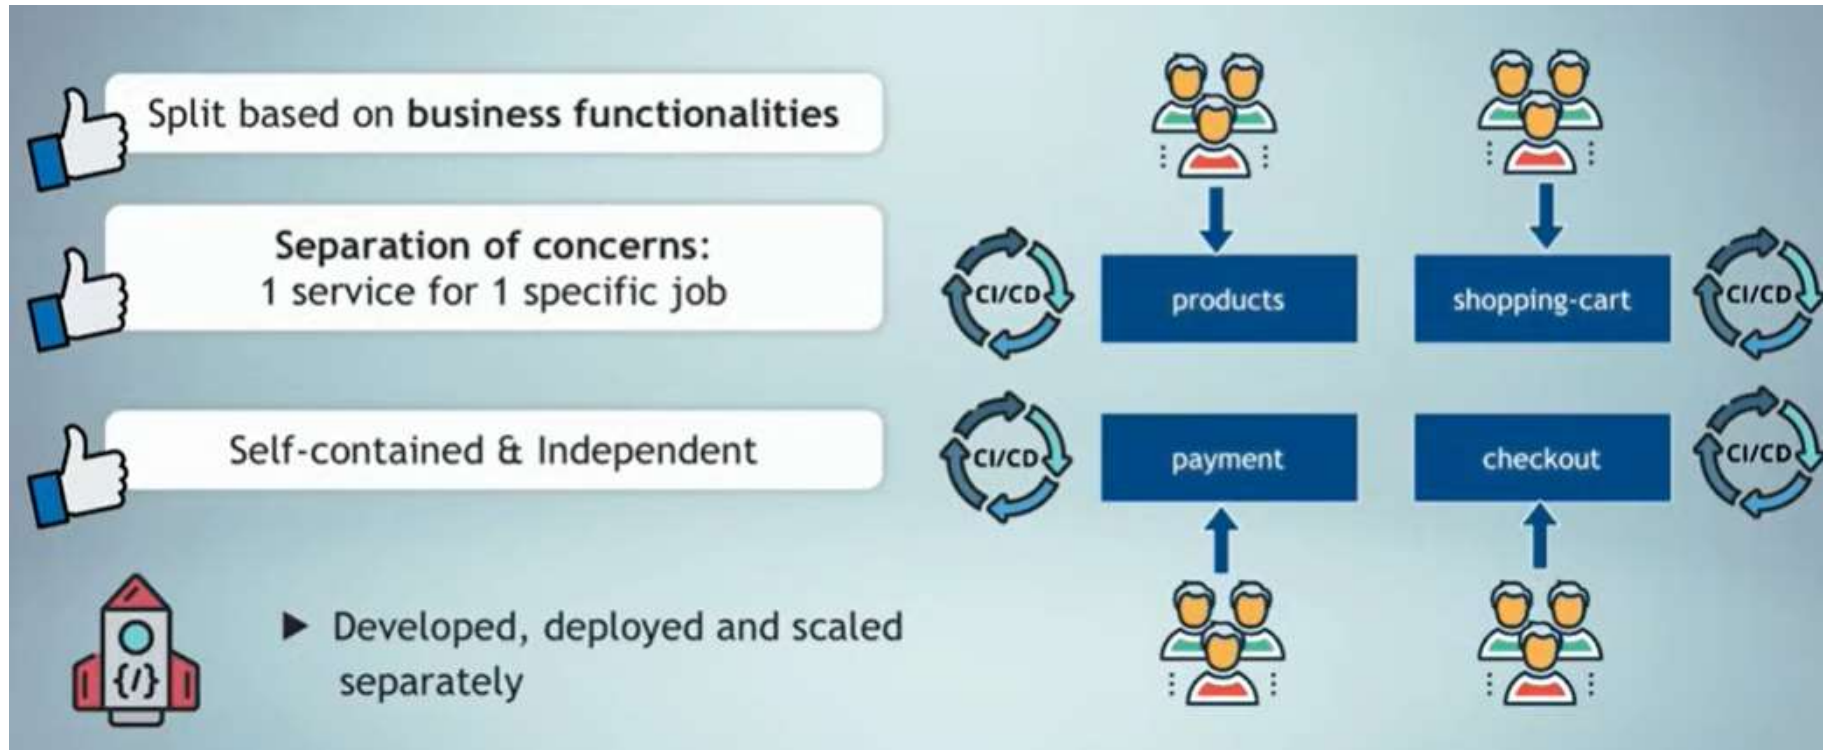 Split based on business functionalities
Separation of concerns:
1 service for 1 specific job
Self-contained & Independent
{/}
▶ Developed, deployed and scaled
separately
CI/CD
products
shopping-cart
CI/CD
CI/CD
payment
checkout
CI/CD